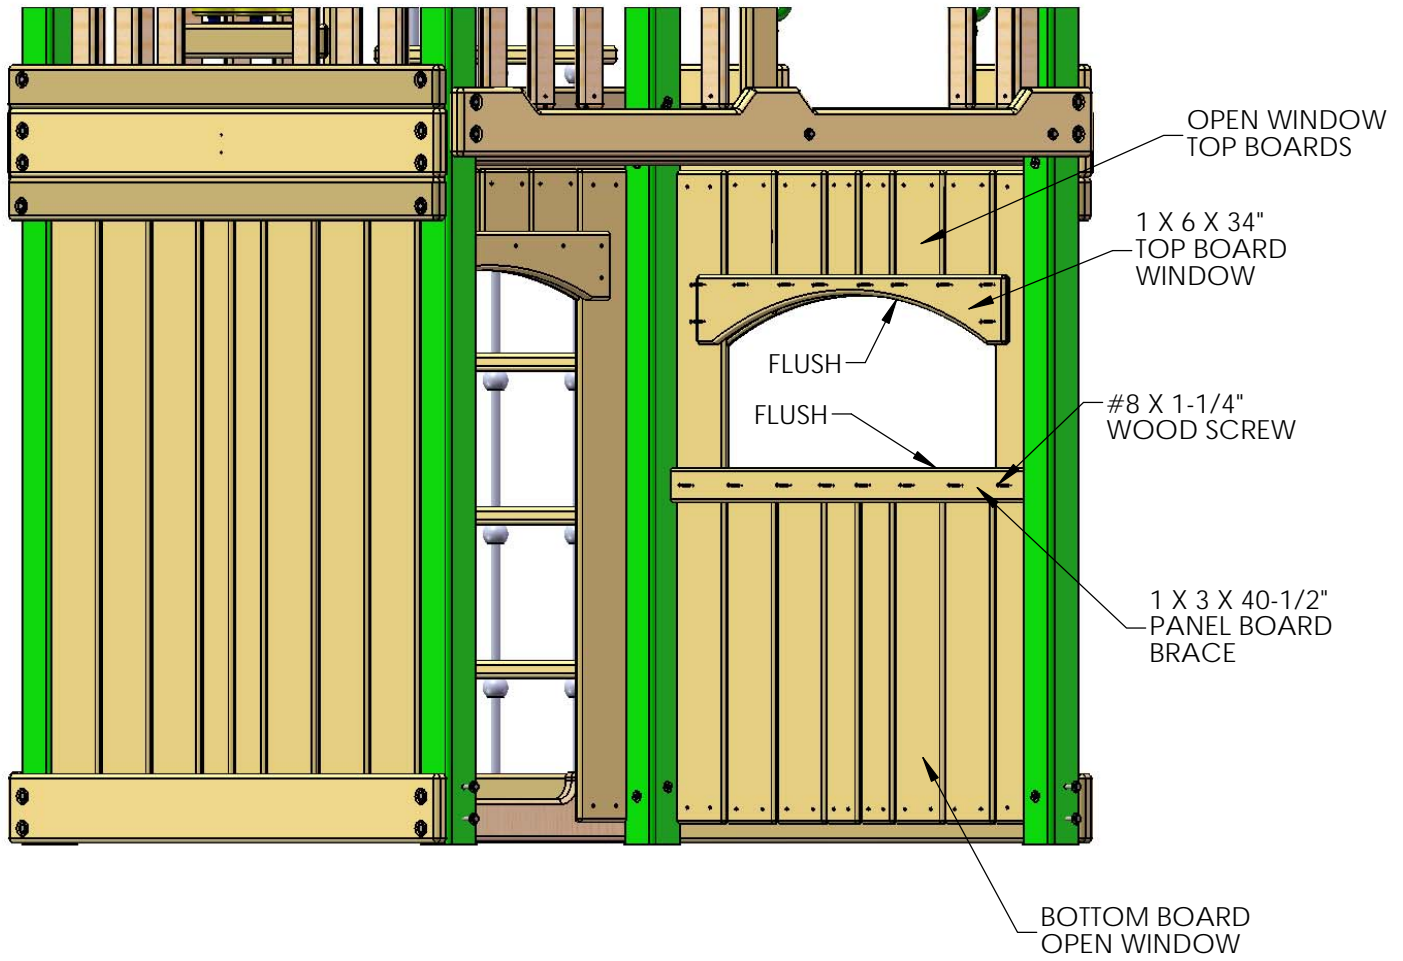 OPEN WINDOW
TOP BOARDS
1 X 6 X 34"
TOP BOARD
WINDOW
FLUSH
FLUSH
#8 X 1-1/4"
WOOD SCREW
1 X 3 X 40-1/2"
PANEL BOARD
BRACE
BOTTOM BOARD
OPEN WINDOW